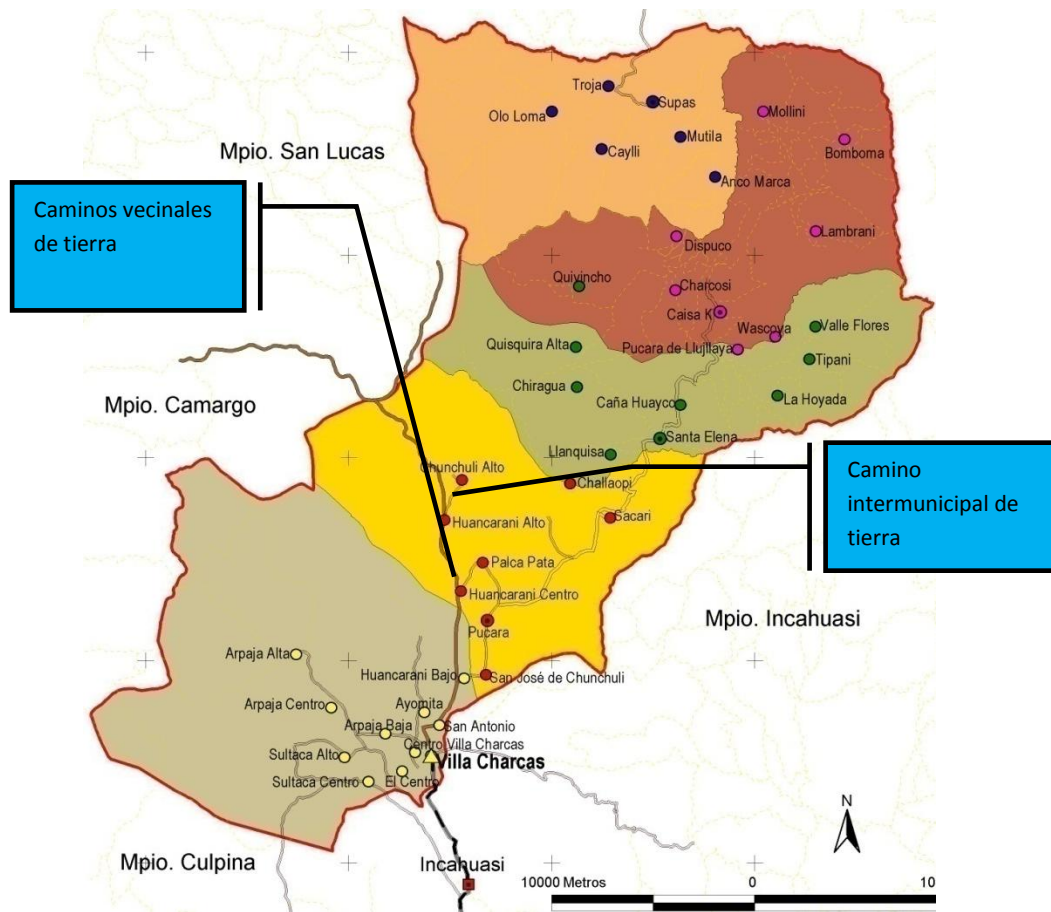 Troja
Supas
Olo Loma
Mollini
Mutila
Bomboma
Caylli
Mpio. San Lucas
Anco Marca
Caminos vecinales
de tierra
Lambrani
Dispuco
Quivincho
Charcosi
Caisa K
Wascoya
Valle Flores
Quisquira Alta
Pucara de Llujllaya
Tipani
Chiragua
La Hoyada
Caña Huayco
Mpio. Camargo
Santa Elena
Llanquisa
Camino
intermunicipal de
tierra
Chunchuli Alto
Challaopi
Huancarani Alto
Sacari
Palca Pata
Huancarani Centro
Mpio. Incahuasi
Pucara
Arpaja Alta
Huancarani Bajo
San José de Chunchuli
Arpaja Centro
Ayomita
Arpaja Baja
San Antonio
Centro Villa Charcas
Sultaca Alto
Villa Charcas
Sultaca Centro
El Centro
N
Mpio. Culpina
Incahuasi
10000 Metros
0
10